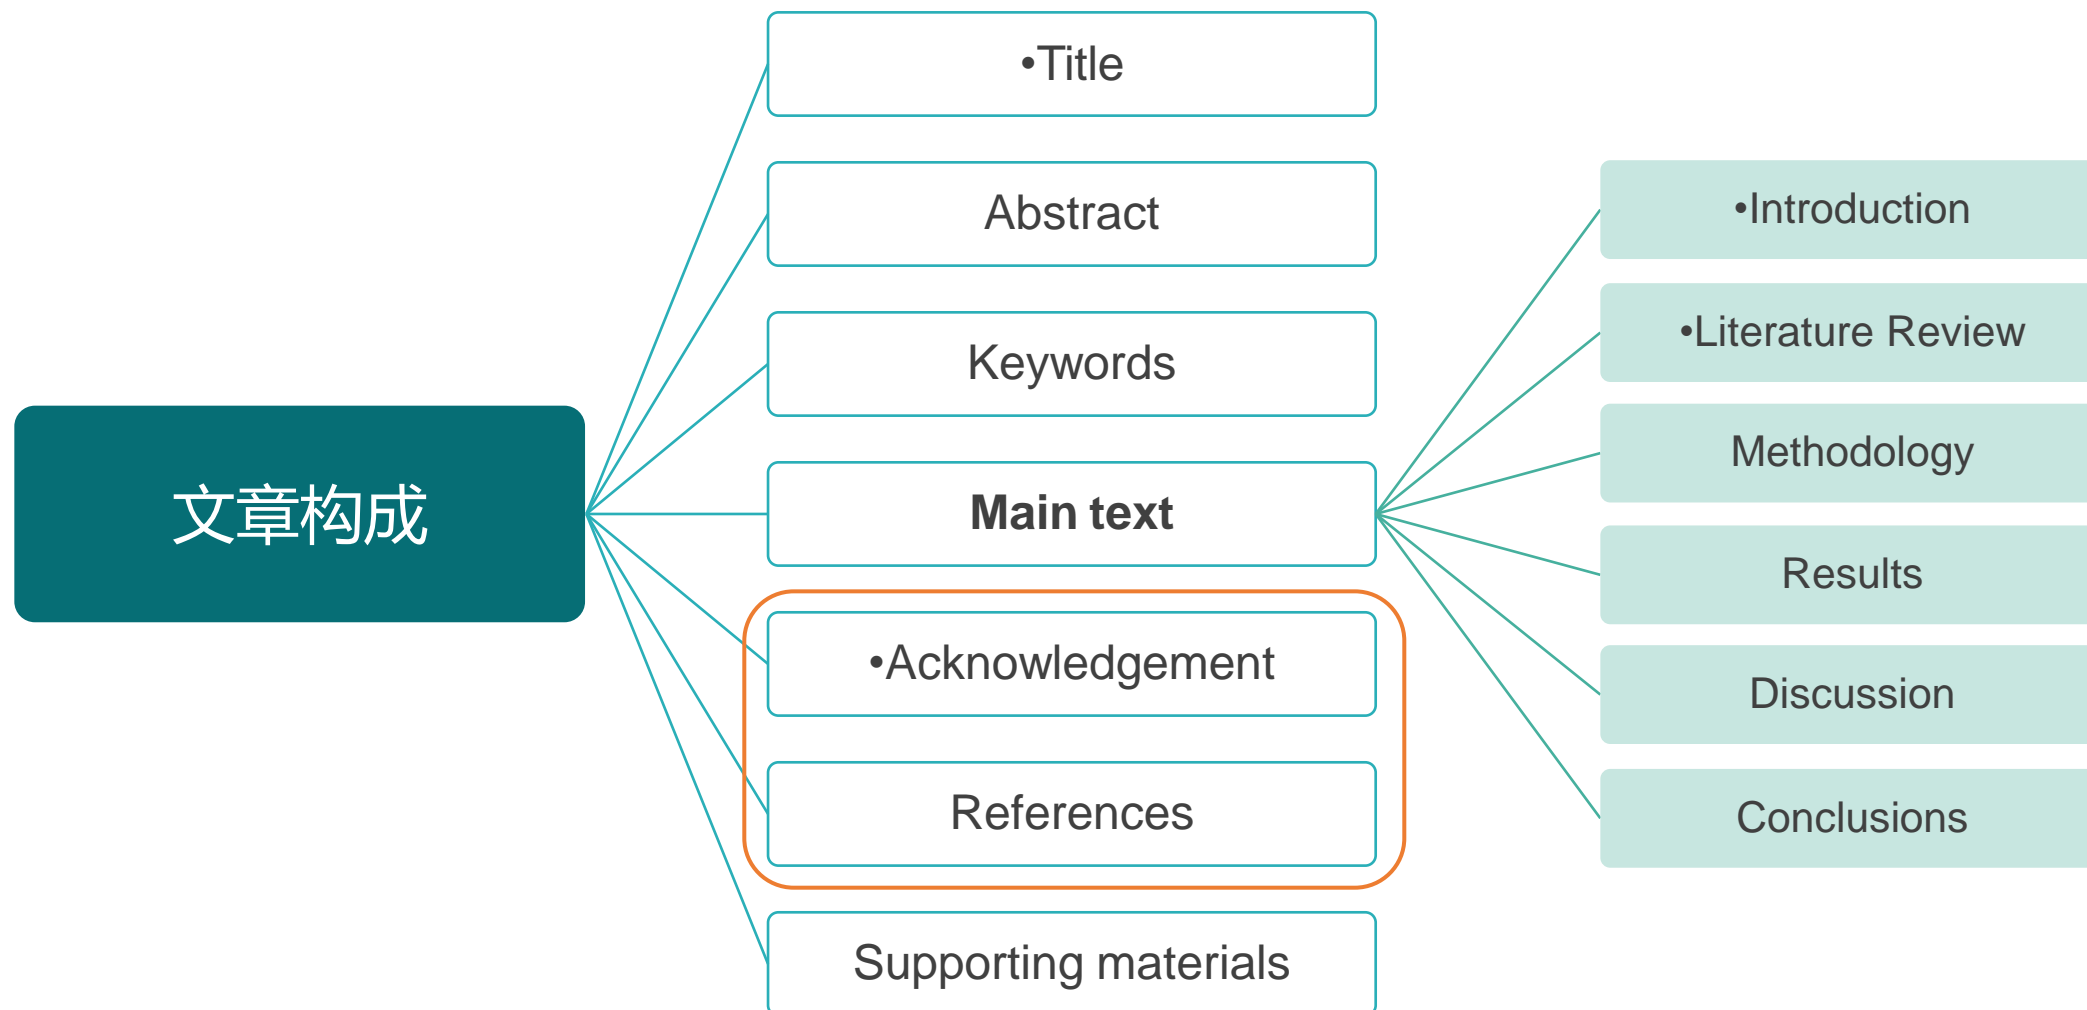 文章构成
•Title
Abstract
Keywords
Main text
•Acknowledgement
References
Supporting materials
•Introduction
•Literature Review
Methodology
Results
Discussion
Conclusions